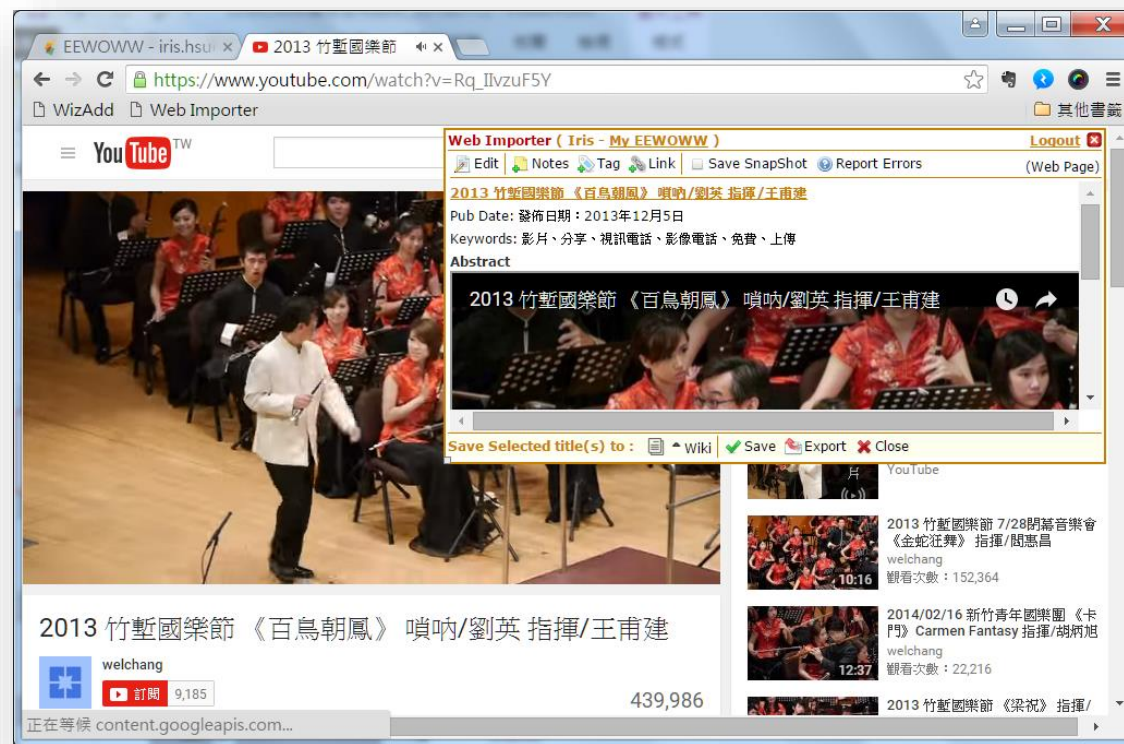 EEWOWW - iris.hsu
2013 竹塹國樂節
https://www.youtube.com/watch?v=Rq_IIvzuF5Y
WizAdd Web Importer
其他書籤
YouTube TW
Web Importer ( Iris - My EEWOWW ) Logout
Edit Notes Tag Link Save SnapShot Report Errors (Web Page)
2013 竹塹國樂節 《百鳥朝鳳》 嗩吶/劉英 指揮/王甫建
Pub Date: 發佈日期：2013年12月5日
Keywords: 影片、分享、視訊電話、影像電話、免費、上傳
Abstract
2013 竹塹國樂節 《百鳥朝鳳》 嗩吶/劉英 指揮/王甫建
Save Selected title(s) to : Wiki Save Export Close
YouTube
2013 竹塹國樂節 7/28閉幕音樂會
《金蛇狂舞》 指揮/閻惠昌
welchang
觀看次數：152,364
10:16
2014/02/16 新竹青年國樂團 《卡
門》Carmen Fantasy 指揮/胡炳旭
welchang
觀看次數：22,216
12:37
2013 竹塹國樂節 《梁祝》 指揮/
2013 竹塹國樂節 《百鳥朝鳳》 嗩吶/劉英 指揮/王甫建
welchang
訂閱 9,185
439,986
正在等候 content.googleapis.com...